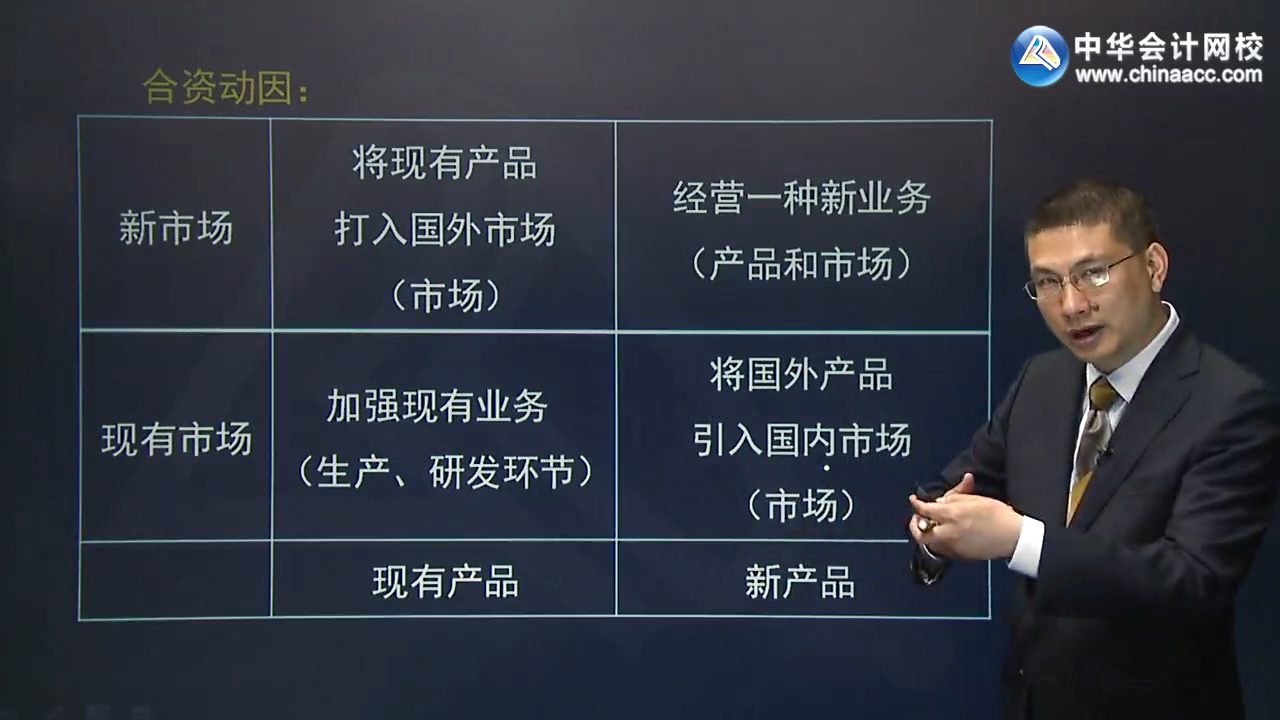 中华会计网校
www.chinaacc.com
合资动因：
新市场
将现有产品
打入国外市场
（市场）
经营一种新业务
（产品和市场）
现有市场
加强现有业务
（生产、研发环节）
将国外产品
引入国内市场
（市场）
现有产品
新产品